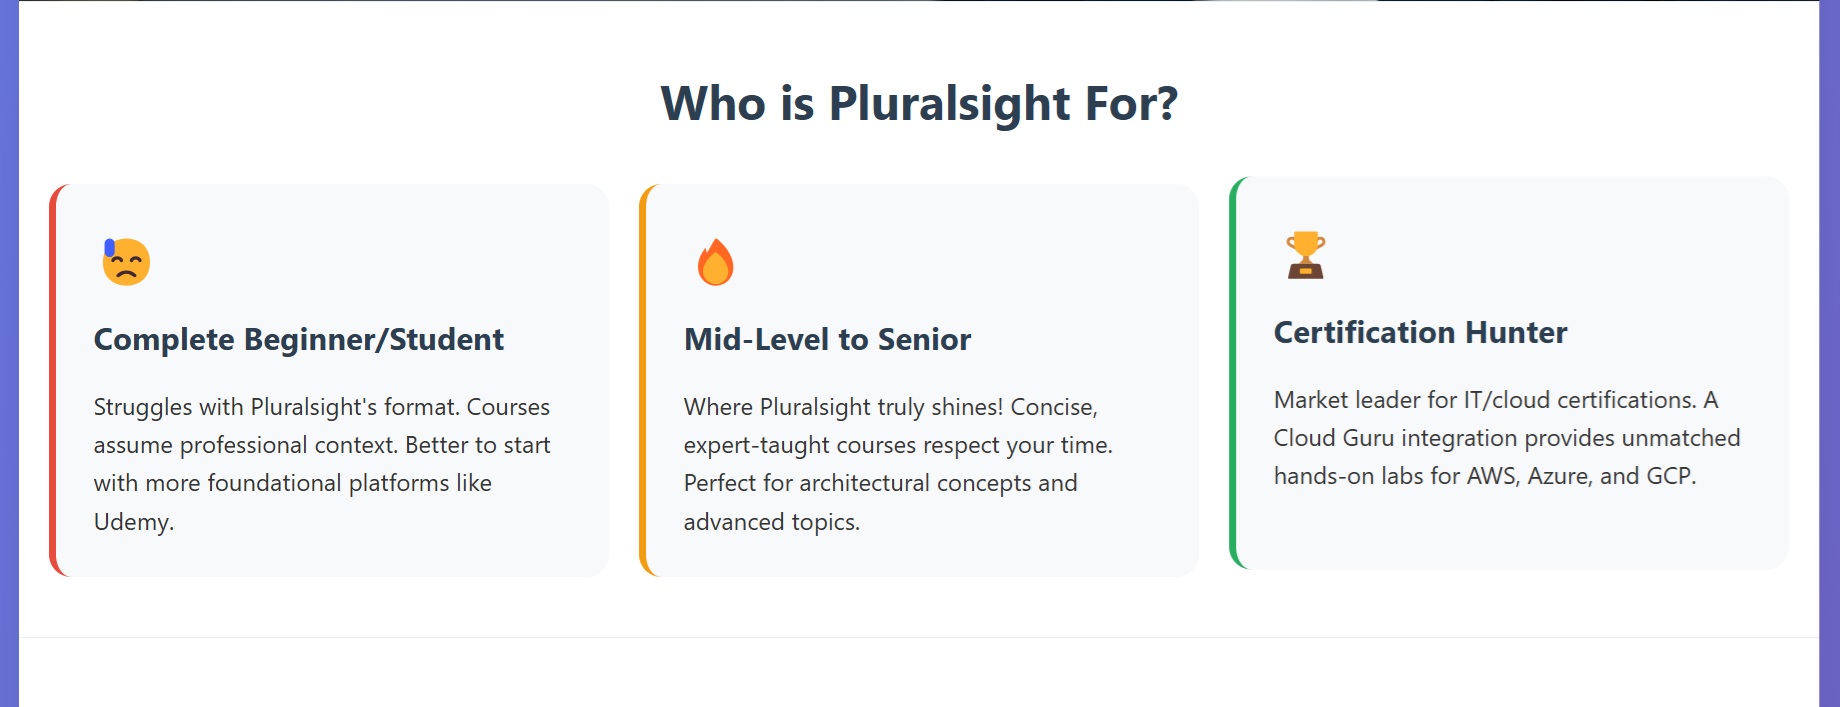 Who is Pluralsight For?
Complete Beginner/Student
Struggles with Pluralsight's format. Courses
assume professional context. Better to start
with more foundational platforms like
Udemy.
Mid-Level to Senior
Where Pluralsight truly shines! Concise,
expert-taught courses respect your time.
Perfect for architectural concepts and
advanced topics.
Certification Hunter
Market leader for IT/cloud certifications. A
Cloud Guru integration provides unmatched
hands-on labs for AWS, Azure, and GCP.